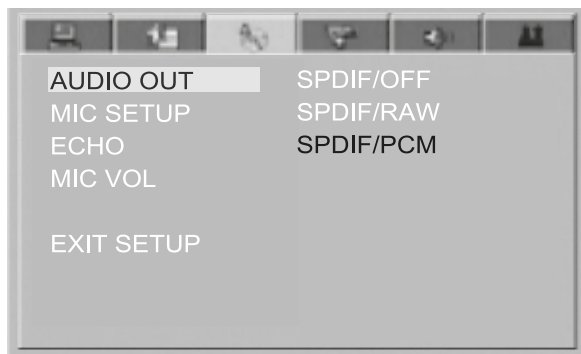 AUDIO OUT
MIC SETUP
ECHO
MIC VOL
EXIT SETUP
SPDIF/OFF
SPDIF/RAW
SPDIF/PCM